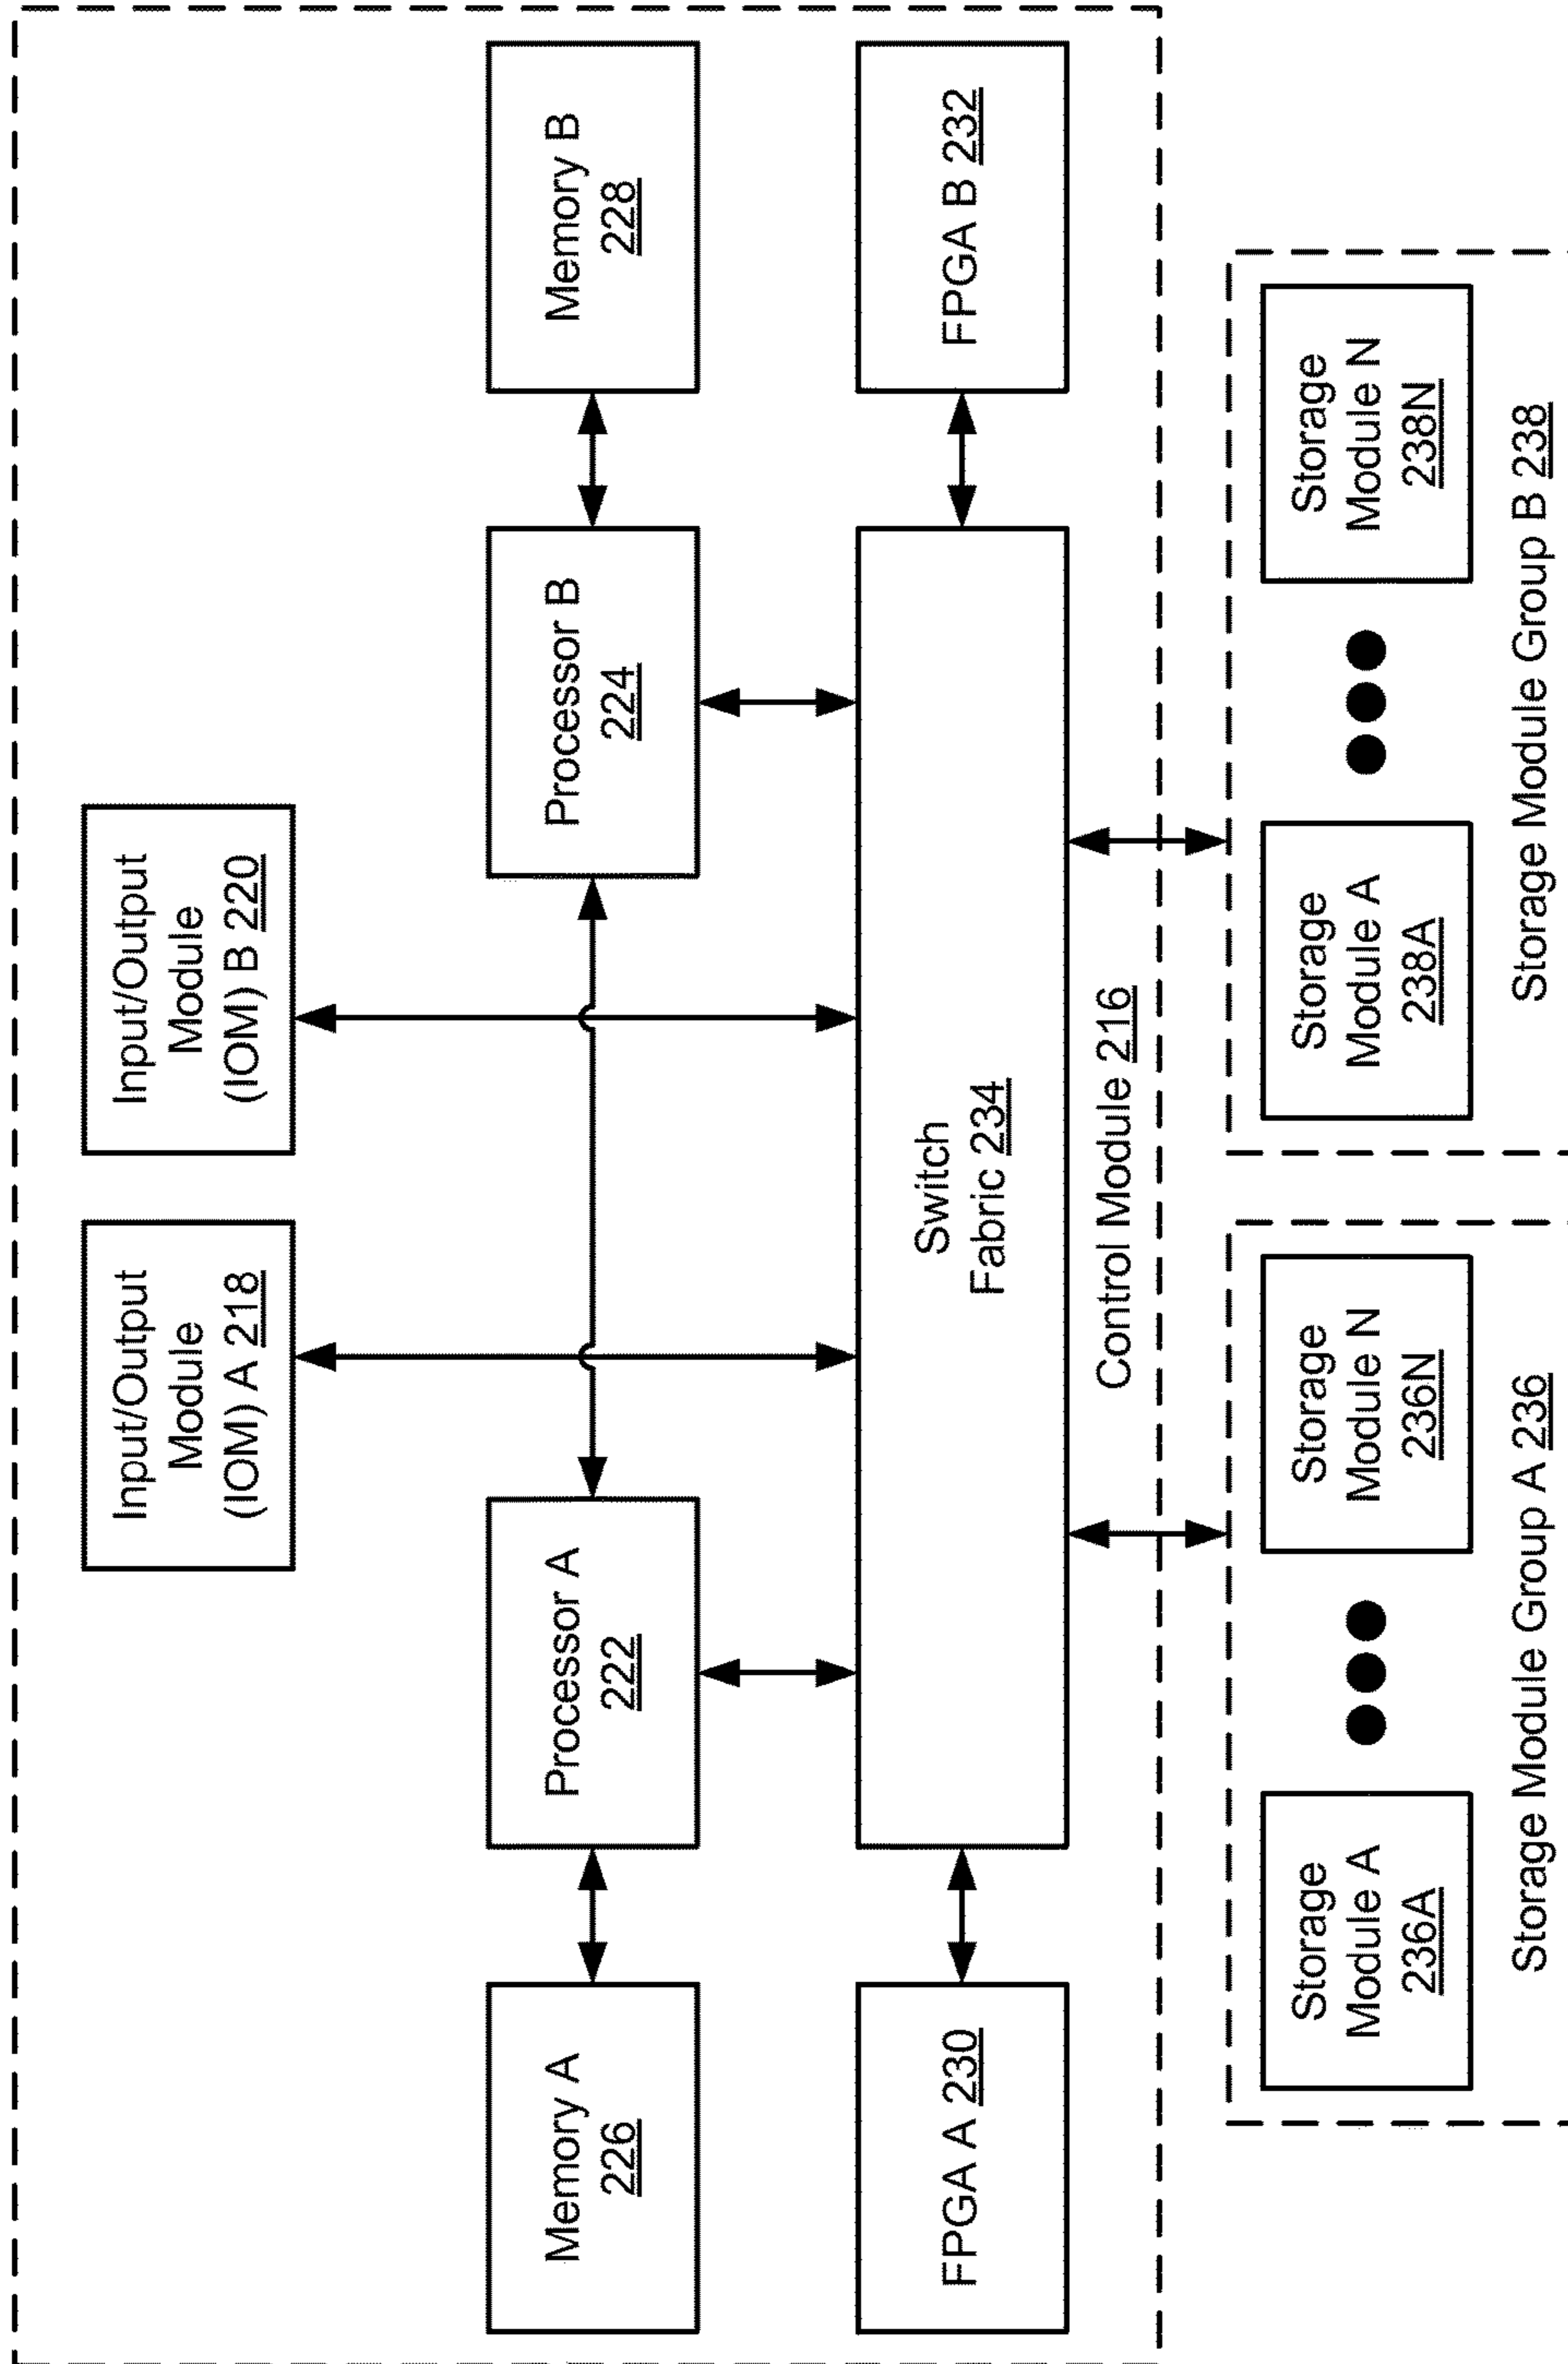 Input/Output
Module
(IOM) A 218
Input/Output
Module
(IOM) B 220
Memory A
226
Processor A
222
Processor B
224
Memory B
228
FPGA A 230
Switch
Fabric 234
FPGA B 232
Control Module 216
Storage
Module A
236A
Storage
Module N
236N
Storage Module Group A 236
Storage
Module A
238A
Storage
Module N
238N
Storage Module Group B 238